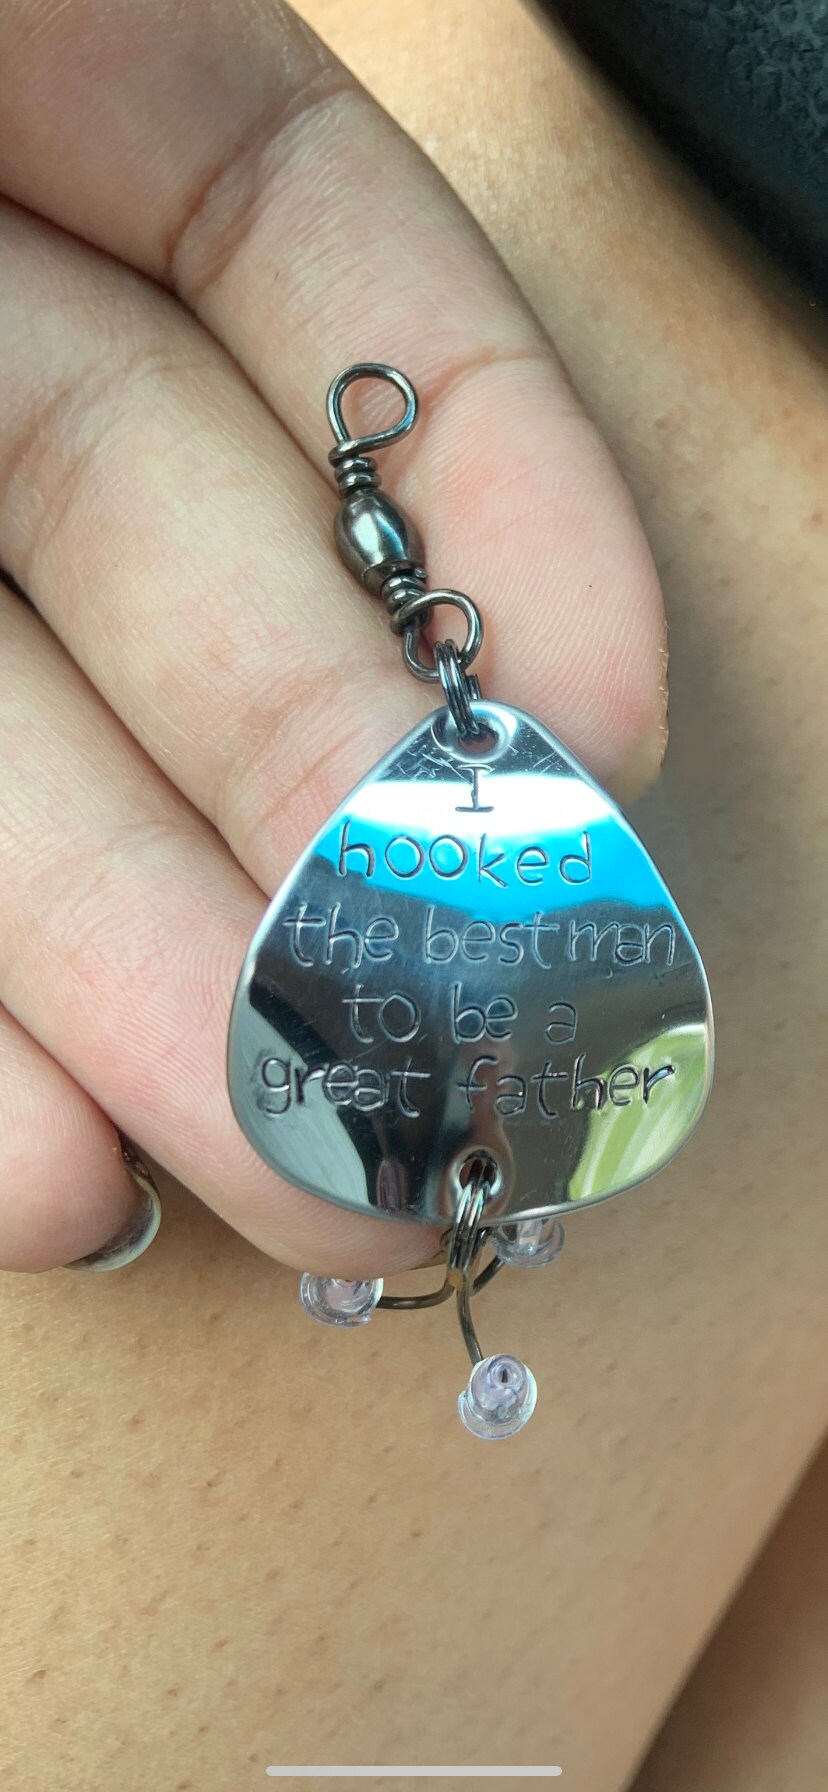 I
hooked
the best man
to be a
great father